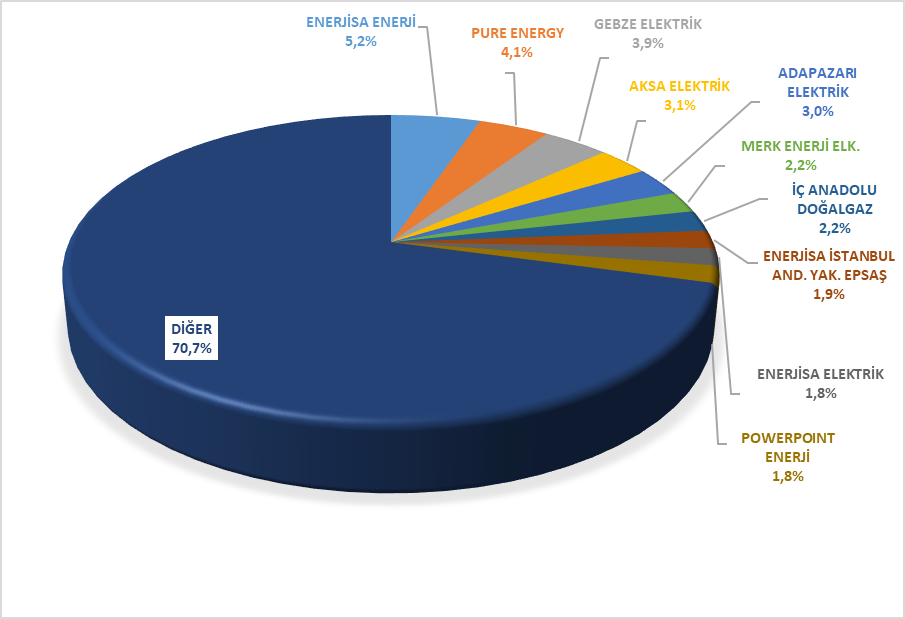 ENERJİSA ENERJİ
5,2%
PURE ENERGY
4,1%
GEBZE ELEKTRİK
3,9%
AKSA ELEKTRİK
3,1%
ADAPAZARI
ELEKTRİK
3,0%
MERK ENERJİ ELK.
2,2%
İÇ ANADOLU
DOĞALGAZ
2,2%
ENERJİSA İSTANBUL
AND. YAK. EPSAŞ
1,9%
ENERJİSA ELEKTRİK
1,8%
POWERPOINT
ENERJİ
1,8%
DİĞER
70,7%